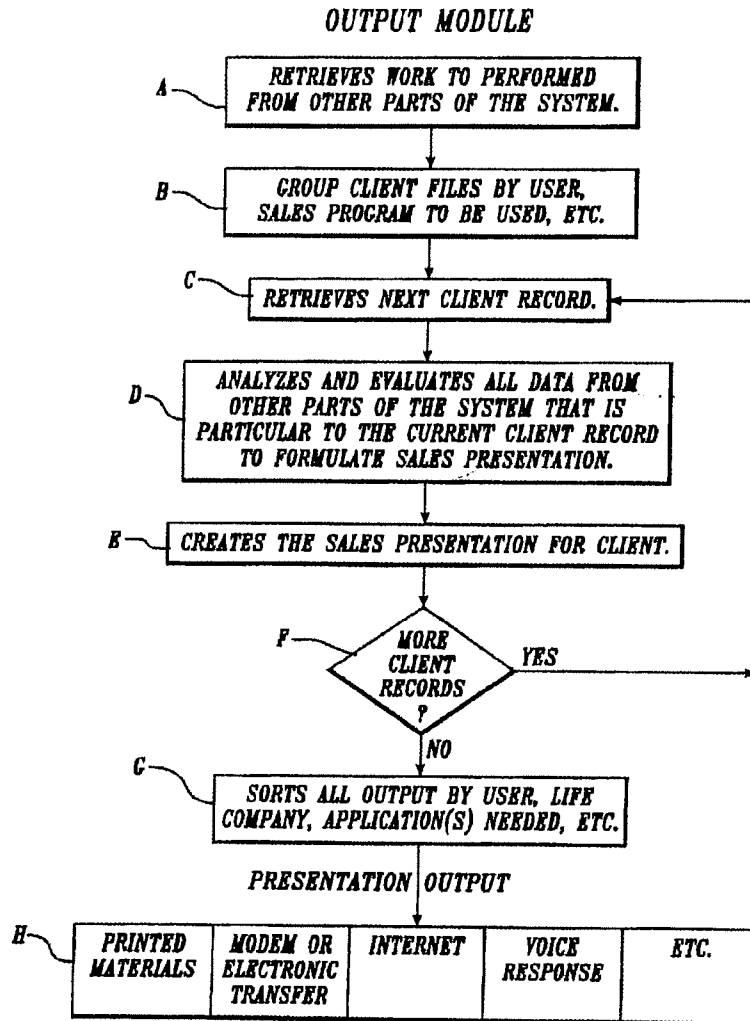 OUTPUT MODULE
A
RETRIEVES WORK TO PERFORMED
FROM OTHER PARTS OF THE SYSTEM.
B
GROUP CLIENT FILES BY USER,
SALES PROGRAM TO BE USED, ETC.
C
RETRIEVES NEXT CLIENT RECORD.
D
ANALYZES AND EVALUATES ALL DATA FROM
OTHER PARTS OF THE SYSTEM THAT IS
PARTICULAR TO THE CURRENT CLIENT RECORD
TO FORMULATE SALES PRESENTATION.
E
CREATES THE SALES PRESENTATION FOR CLIENT.
F
MORE
CLIENT
RECORDS
?
YES
NO
G
SORTS ALL OUTPUT BY USER, LIFE
COMPANY, APPLICATION(S) NEEDED, ETC.
PRESENTATION OUTPUT
H
PRINTED
MATERIALS
MODEM OR
ELECTRONIC
TRANSFER
INTERNET
VOICE
RESPONSE
ETC.